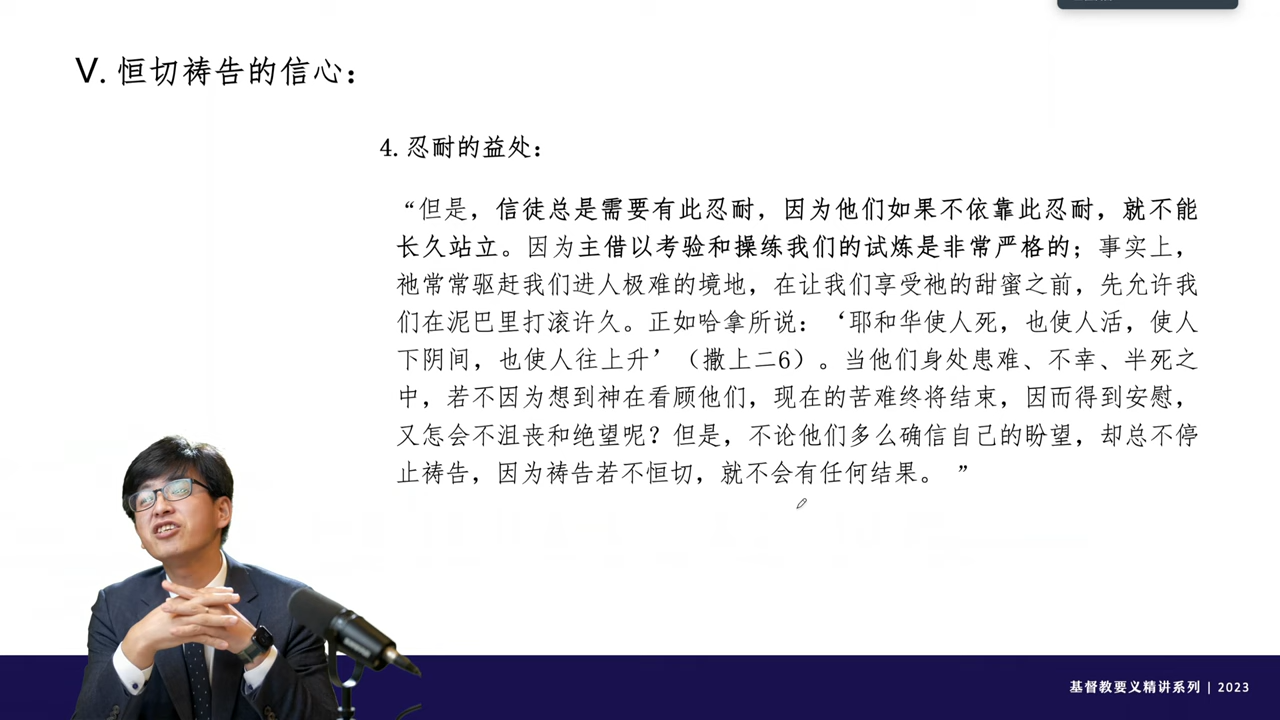 V. 恒切祷告的信心：
4. 忍耐的益处：
“但是，信徒总是需要有此忍耐，因为他们如果不依靠此忍耐，就不能
长久站立。因为主借以考验和操练我们的试炼是非常严格的；事实上，
祂常常驱赶我们进人极难的境地，在让我们享受祂的甜蜜之前，先允许我
们在泥巴里打滚许久。正如哈拿所说：‘耶和华使人死，也使人活，使人
下阴间，也使人往上升’（撒上二6）。当他们身处患难、不幸、半死之
中，若不因为想到神在看顾他们，现在的苦难终将结束，因而得到安慰，
又怎会不沮丧和绝望呢？但是，不论他们多么确信自己的盼望，却总不停
止祷告，因为祷告若不恒切，就不会有任何结果。 ”
基督教要义精讲系列 | 2023